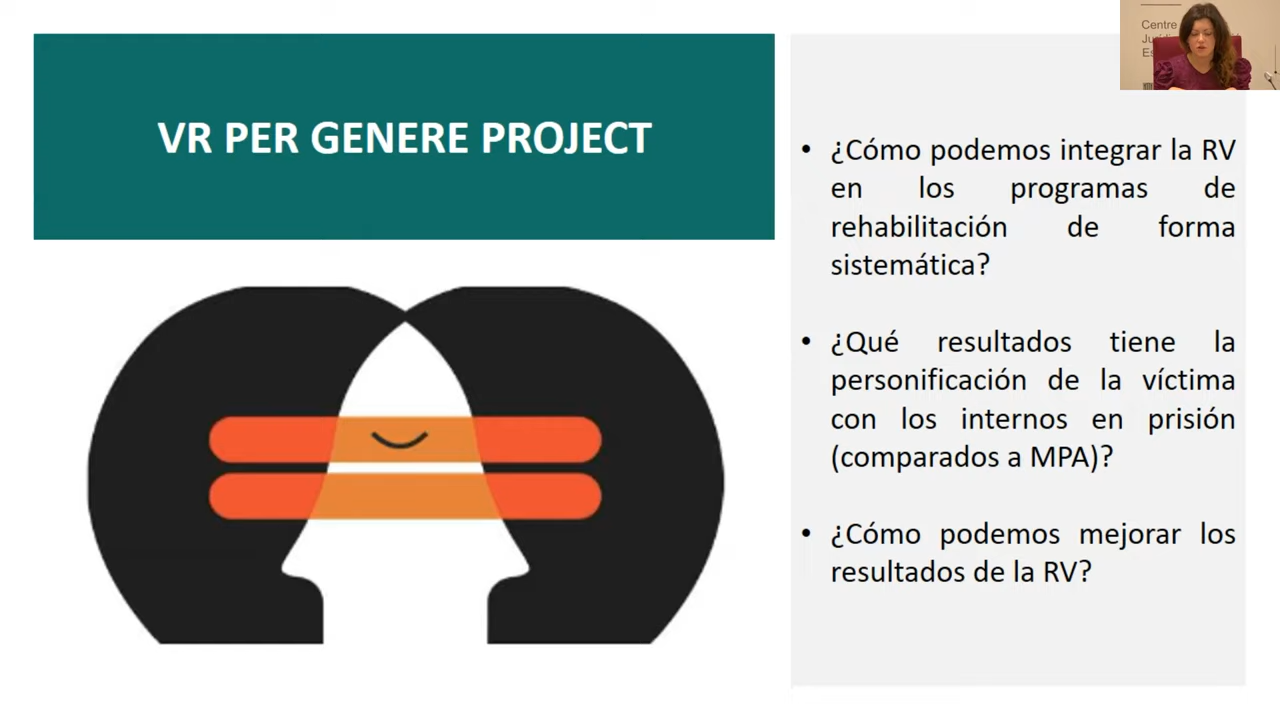 VR PER GENERE PROJECT
Centre
Jurídic
Es
• ¿Cómo podemos integrar la RV
en los programas de
rehabilitación de forma
sistemática?
• ¿Qué resultados tiene la
personificación de la víctima
con los internos en prisión
(comparados a MPA)?
• ¿Cómo podemos mejorar los
resultados de la RV?